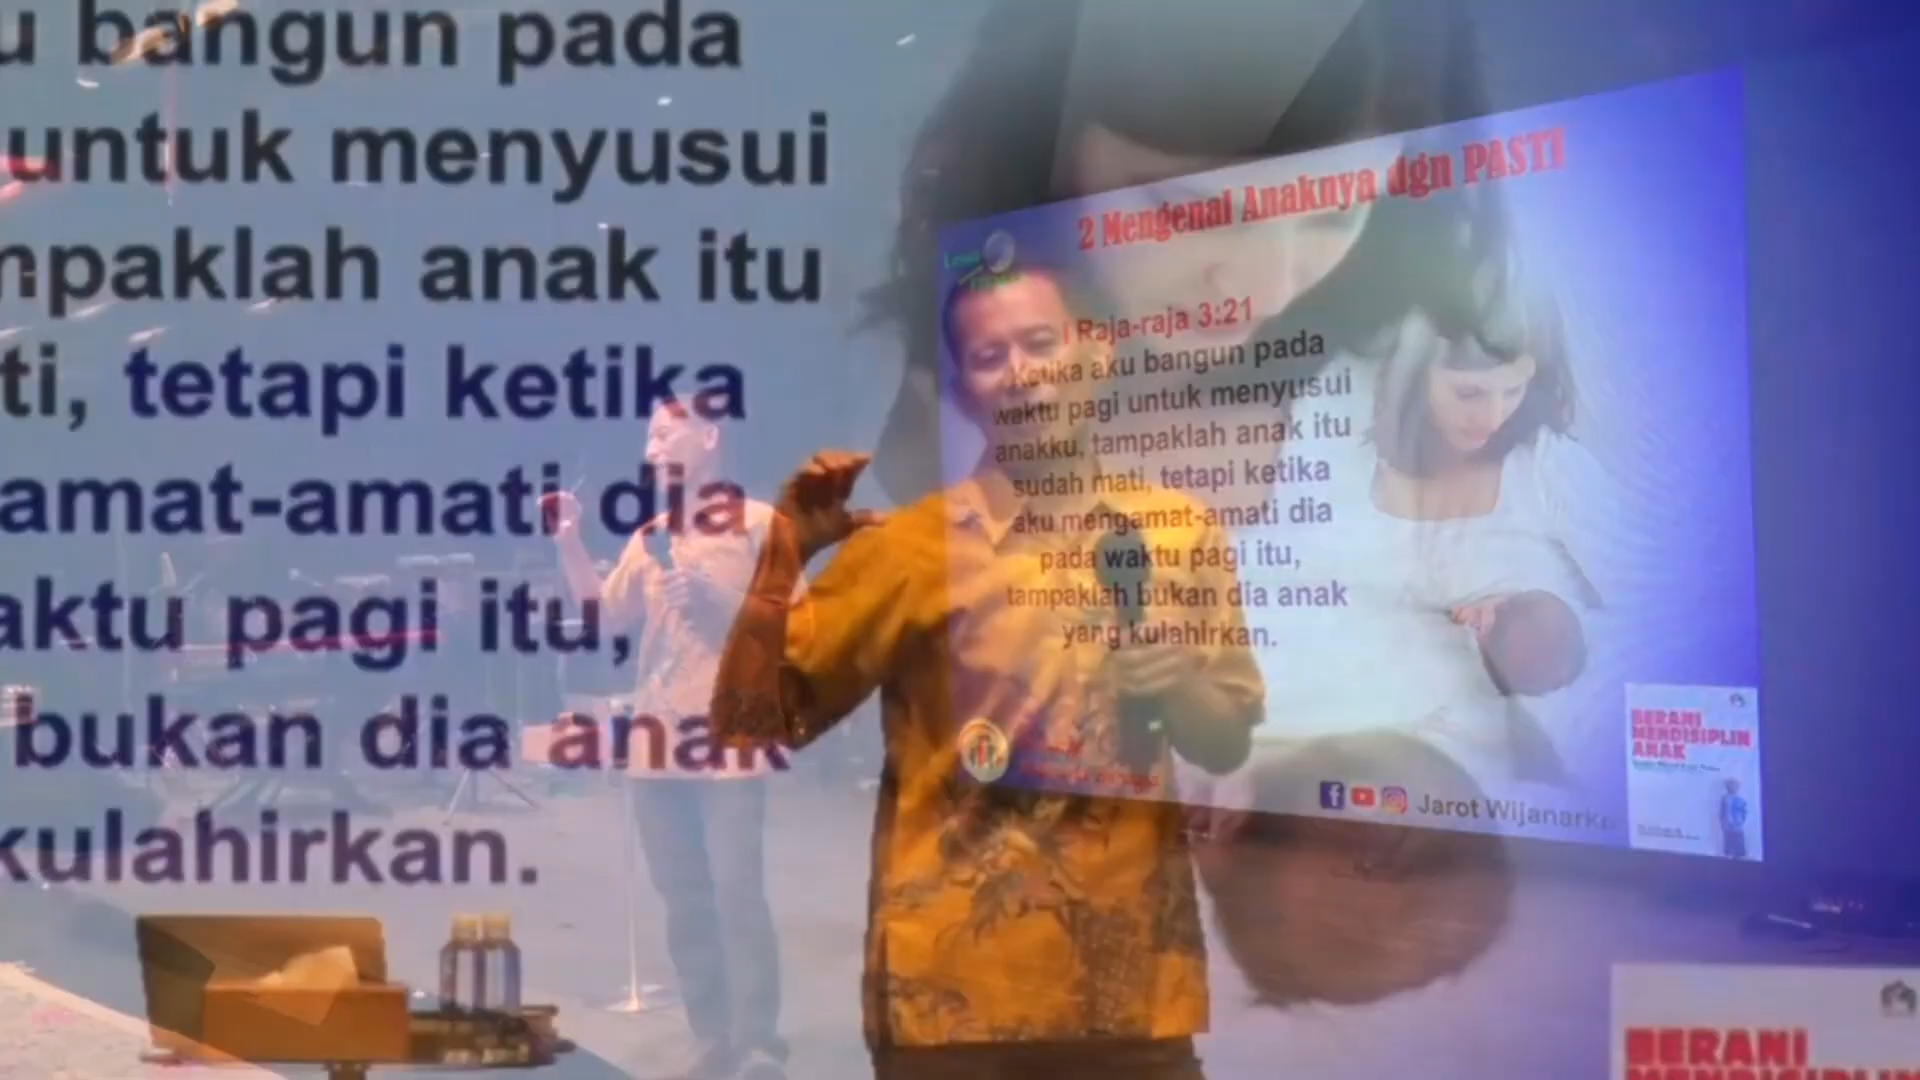 u bangun pada
untuk menyusui
mpaklah anak itu
ti, tetapi ketika
amat-amati dia
aktu pagi itu,
bukan dia anak
kulahirkan.
2 Mengenal Anaknya dgn PASTI
I Raja-raja 3:21
Ketika aku bangun pada
waktu pagi untuk menyusui
anakku, tampaklah anak itu
sudah mati, tetapi ketika
aku mengamat-amati dia
pada waktu pagi itu,
tampaklah bukan dia anak
yang kulahirkan.
Jarot Wijanarko
BERANI
MENDISIPLIN
ANAK
BERANI
MENDISIPLIN